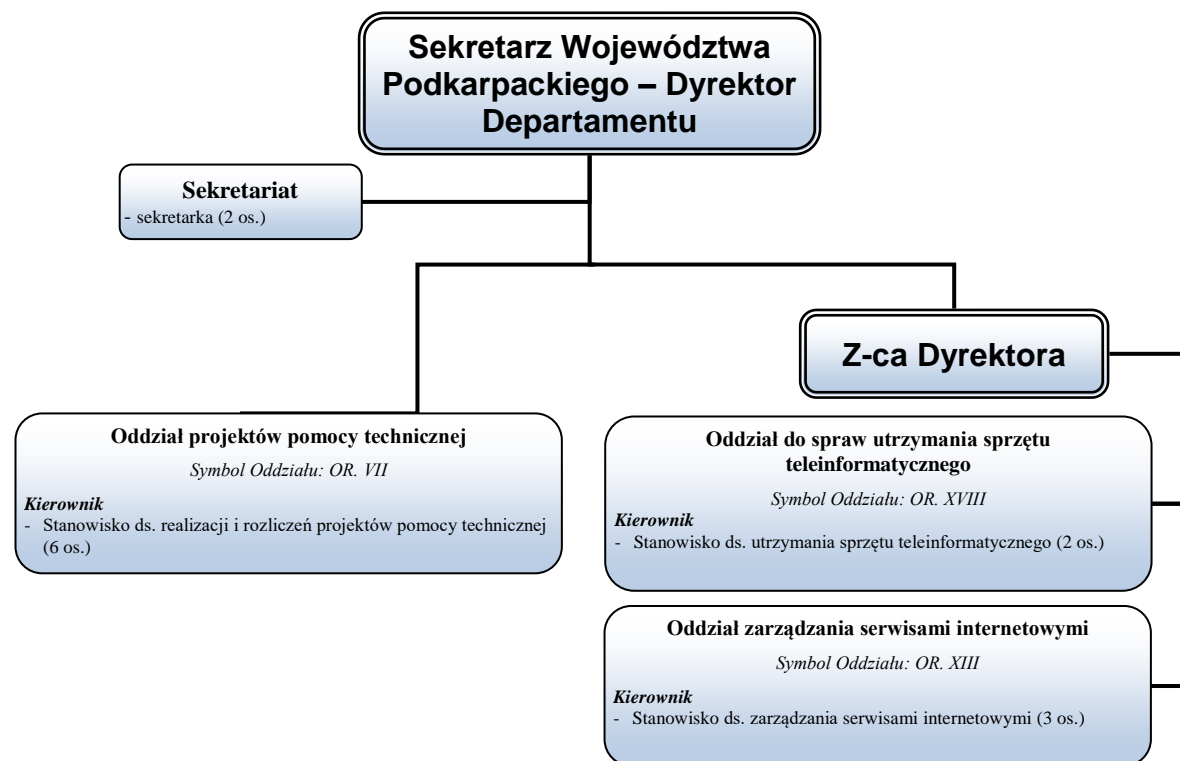 Sekretarz Województwa
Podkarpackiego – Dyrektor
Departamentu
Sekretariat
- sekretarka (2 os.)
Z-ca Dyrektora
Oddział projektów pomocy technicznej
Symbol Oddziału: OR. VII
Kierownik
- Stanowisko ds. realizacji i rozliczeń projektów pomocy technicznej
(6 os.)
Oddział do spraw utrzymania sprzętu
teleinformatycznego
Symbol Oddziału: OR. XVIII
Kierownik
- Stanowisko ds. utrzymania sprzętu teleinformatycznego (2 os.)
Oddział zarządzania serwisami internetowymi
Symbol Oddziału: OR. XIII
Kierownik
- Stanowisko ds. zarządzania serwisami internetowymi (3 os.)